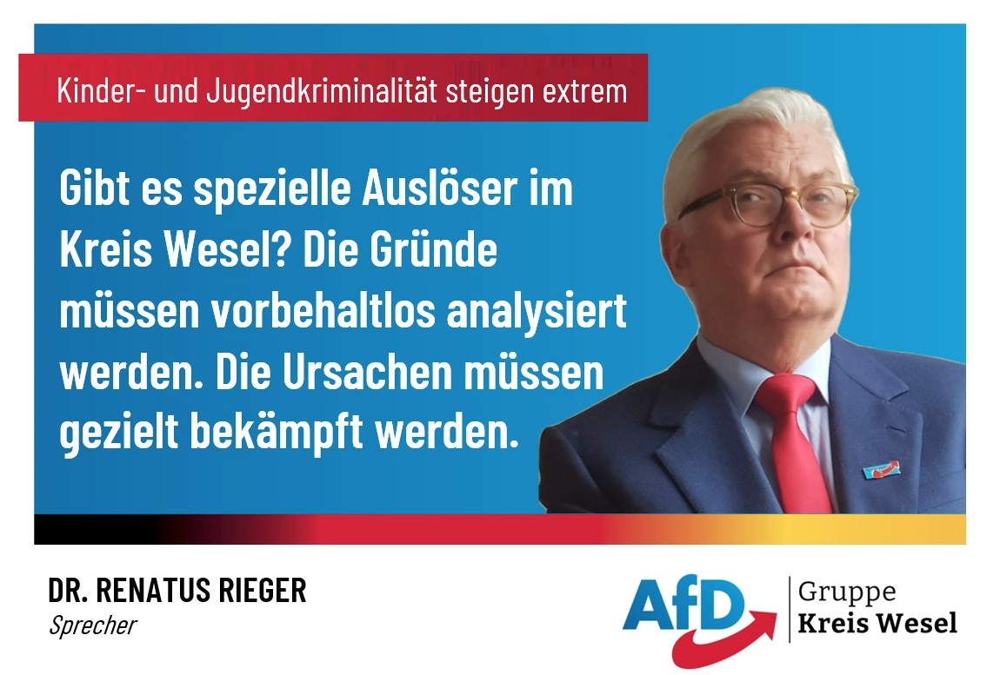 Kinder- und Jugendkriminalität steigen extrem
Gibt es spezielle Auslöser im
Kreis Wesel? Die Gründe
müssen vorbehaltlos analysiert
werden. Die Ursachen müssen
gezielt bekämpft werden.
DR. RENATUS RIEGER
Sprecher
AfD
Gruppe
Kreis Wesel